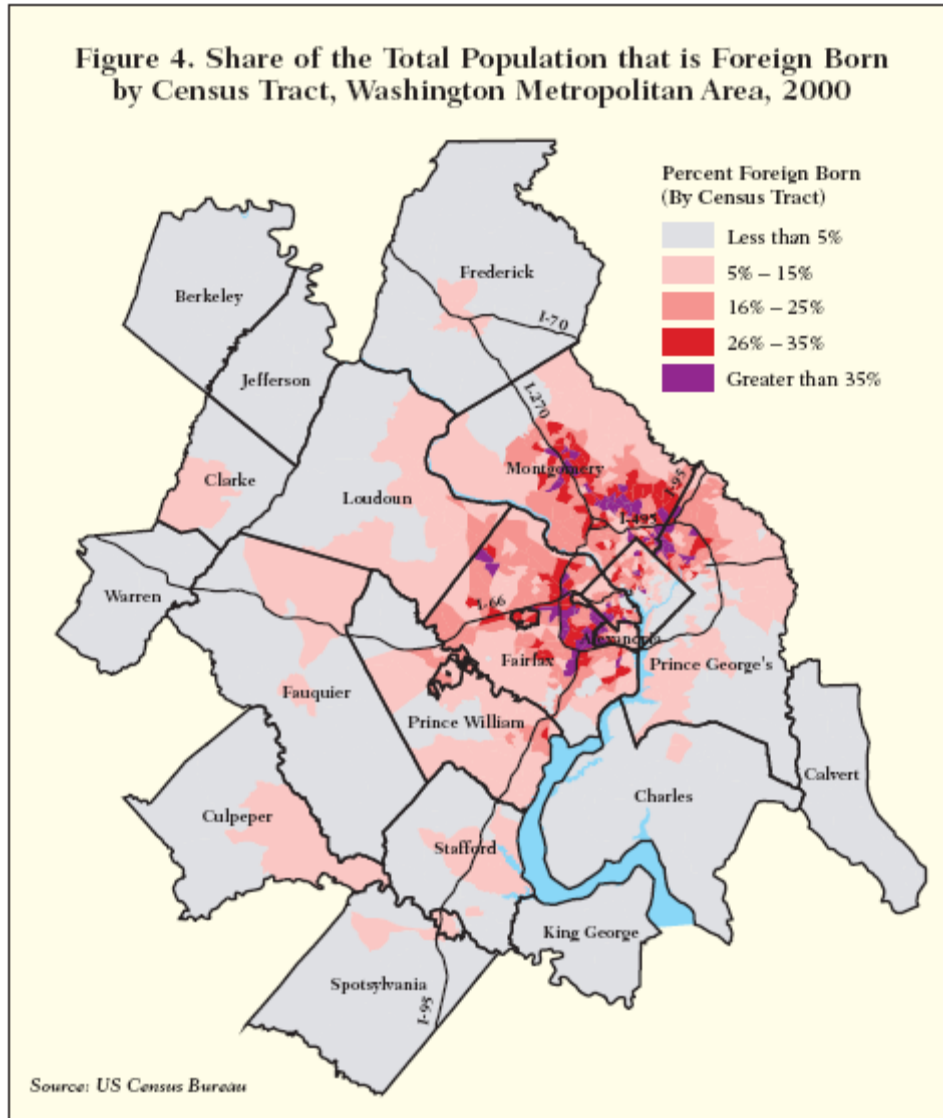 Figure 4. Share of the Total Population that is Foreign Born
by Census Tract, Washington Metropolitan Area, 2000
Percent Foreign Born
(By Census Tract)
Less than 5%
5% – 15%
16% – 25%
26% – 35%
Greater than 35%
Frederick
Berkeley
I-70
Jefferson
I-270
Montgomery
Clarke
I-95
Loudoun
I-495
Warren
I-66
Alexandria
Fairfax
Prince George's
Fauquier
Prince William
Calvert
Charles
Culpeper
Stafford
King George
Spotsylvania
I-95
Source: US Census Bureau